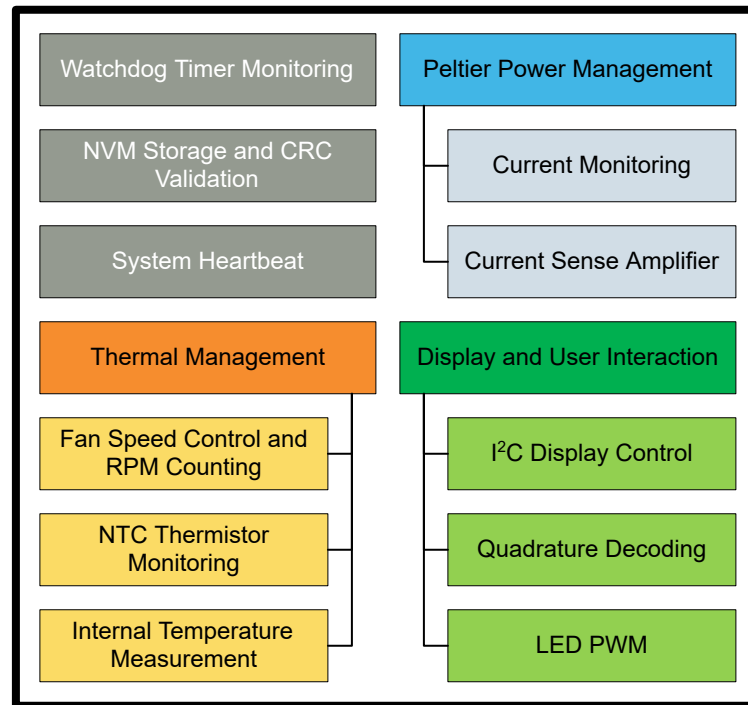 Watchdog Timer Monitoring
NVM Storage and CRC
Validation
System Heartbeat
Peltier Power Management
Current Monitoring
Current Sense Amplifier
Thermal Management
Fan Speed Control and
RPM Counting
NTC Thermistor
Monitoring
Internal Temperature
Measurement
Display and User Interaction
I²C Display Control
Quadrature Decoding
LED PWM